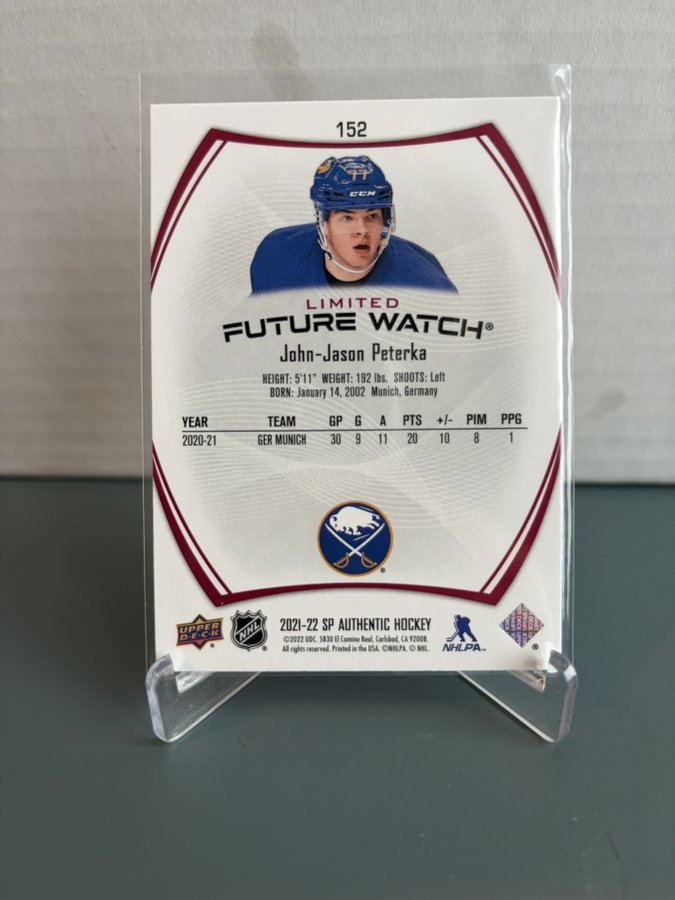 152
77
CCM
LIMITED
FUTURE WATCH®
John-Jason Peterka
HEIGHT: 5'11" WEIGHT: 192 lbs. SHOOTS: Left
BORN: January 14, 2002 Munich, Germany
YEAR TEAM GP G A PTS +/- PIM PPG
2020-21 GER MUNICH 30 9 11 20 10 8 1
®
UPPER DECK
NHL
®
2021-22 SP AUTHENTIC HOCKEY
©2022 UDC. 5830 El Camino Real, Carlsbad, CA 92008.
All rights reserved. Printed in the USA. ©NHLPA. © NHL.
NHLPA
®